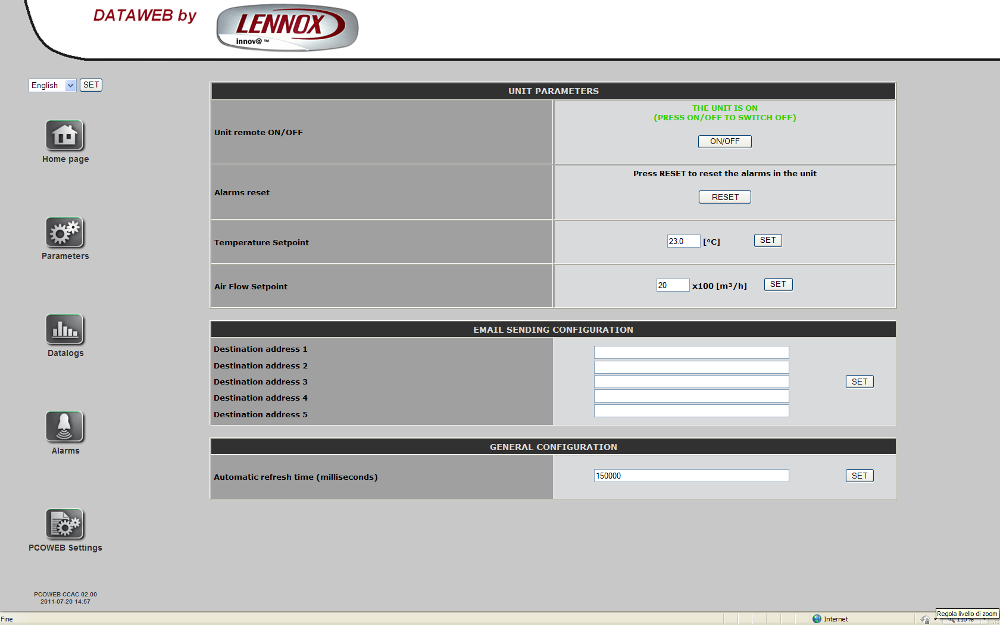 DATAWEB by
LENNOX
innov@ ™
English
SET
Home page
Parameters
Datalogs
Alarms
PCOWEB Settings
PCOWEB CCAC 02.00
2011-07-20 14:57
UNIT PARAMETERS
Unit remote ON/OFF
THE UNIT IS ON
(PRESS ON/OFF TO SWITCH OFF)
ON/OFF
Alarms reset
Press RESET to reset the alarms in the unit
RESET
Temperature Setpoint
23.0 [°C] SET
Air Flow Setpoint
20 x100 [m³/h] SET
EMAIL SENDING CONFIGURATION
Destination address 1
Destination address 2
Destination address 3
Destination address 4
Destination address 5
SET
GENERAL CONFIGURATION
Automatic refresh time (milliseconds)
150000
SET
Fine
Internet
Regola livello di zoom
110%